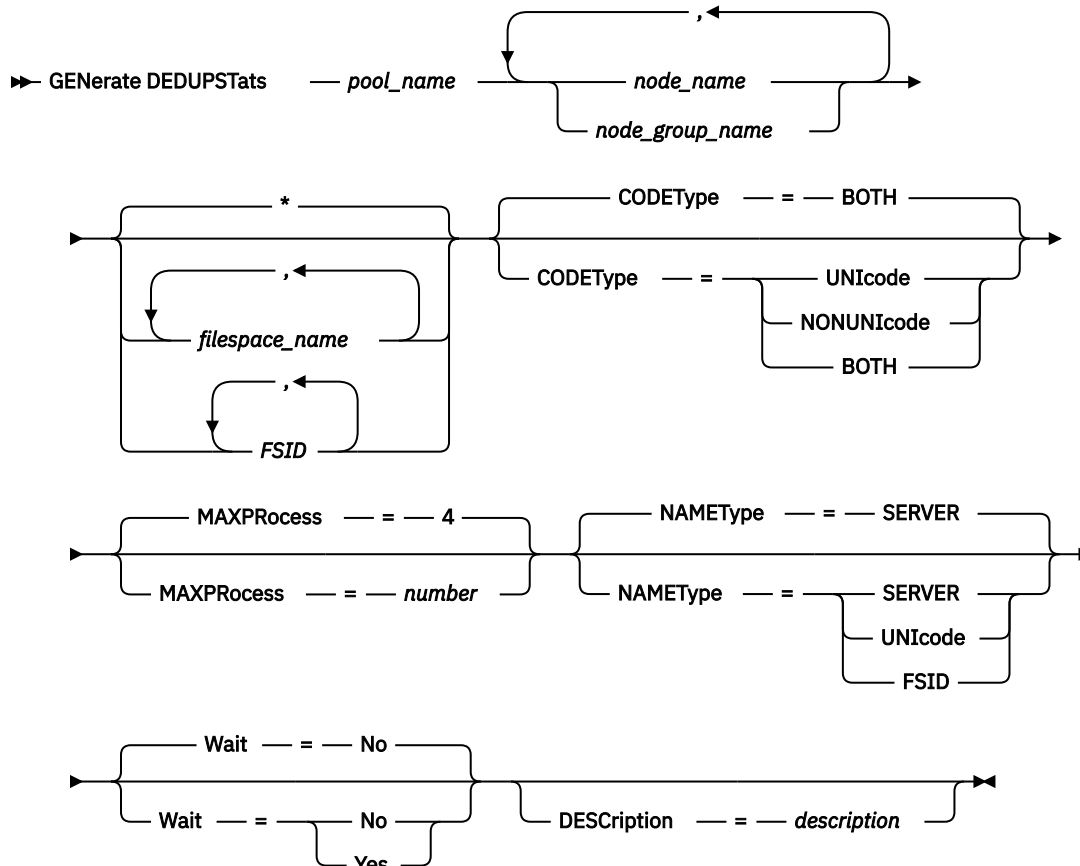 ,
GENerate DEDUPSTats pool_name node_name
node_group_name
* CODEType = BOTH
, CODEType = UNIcode
NONUNIcode
filespace_name BOTH
,
FSID
MAXPRocess = 4 NAMEType = SERVER
MAXPRocess = number NAMEType = SERVER
UNIcode
FSID
Wait = No
Wait = No DESCription = description
Yes